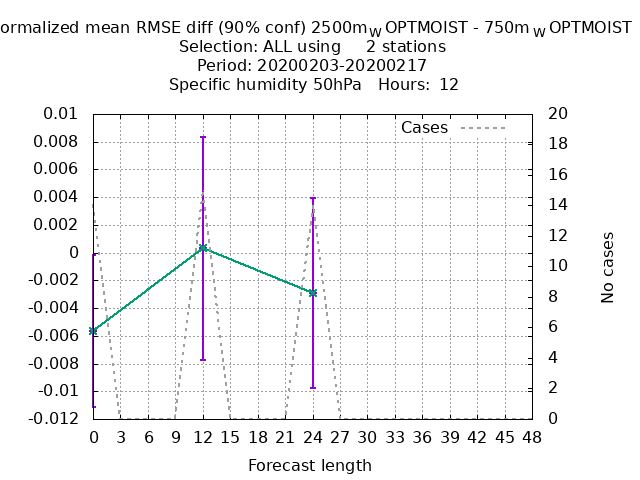 ormalized mean RMSE diff (90% conf) 2500mW OPTMOIST - 750mW OPTMOIST
Selection: ALL using 2 stations
Period: 20200203-20200217
Specific humidity 50hPa Hours: 12
Cases
0.01
0.008
0.006
0.004
0.002
0
-0.002
-0.004
-0.006
-0.008
-0.01
-0.012
20
18
16
14
12
10
8
6
4
2
0
No cases
0 3 6 9 12 15 18 21 24 27 30 33 36 39 42 45 48
Forecast length